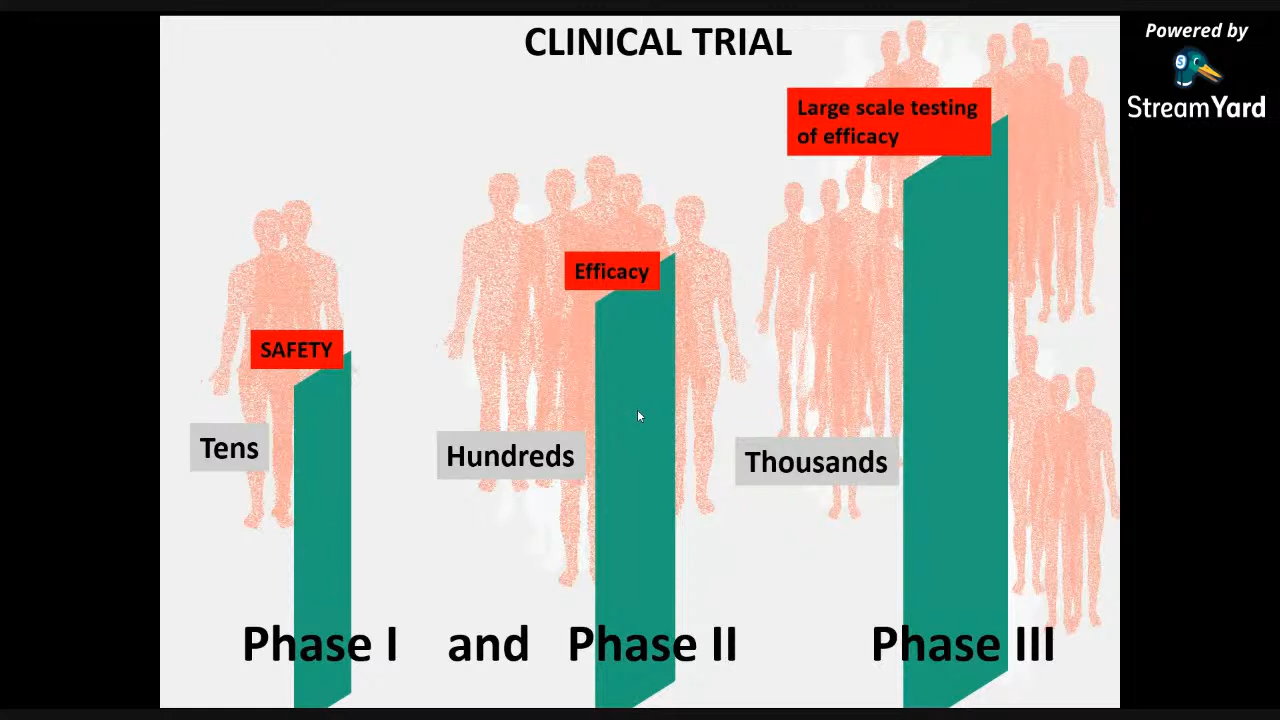 CLINICAL TRIAL
Powered by
StreamYard
Large scale testing
of efficacy
Efficacy
SAFETY
Tens
Hundreds
Thousands
Phase I and Phase II Phase III